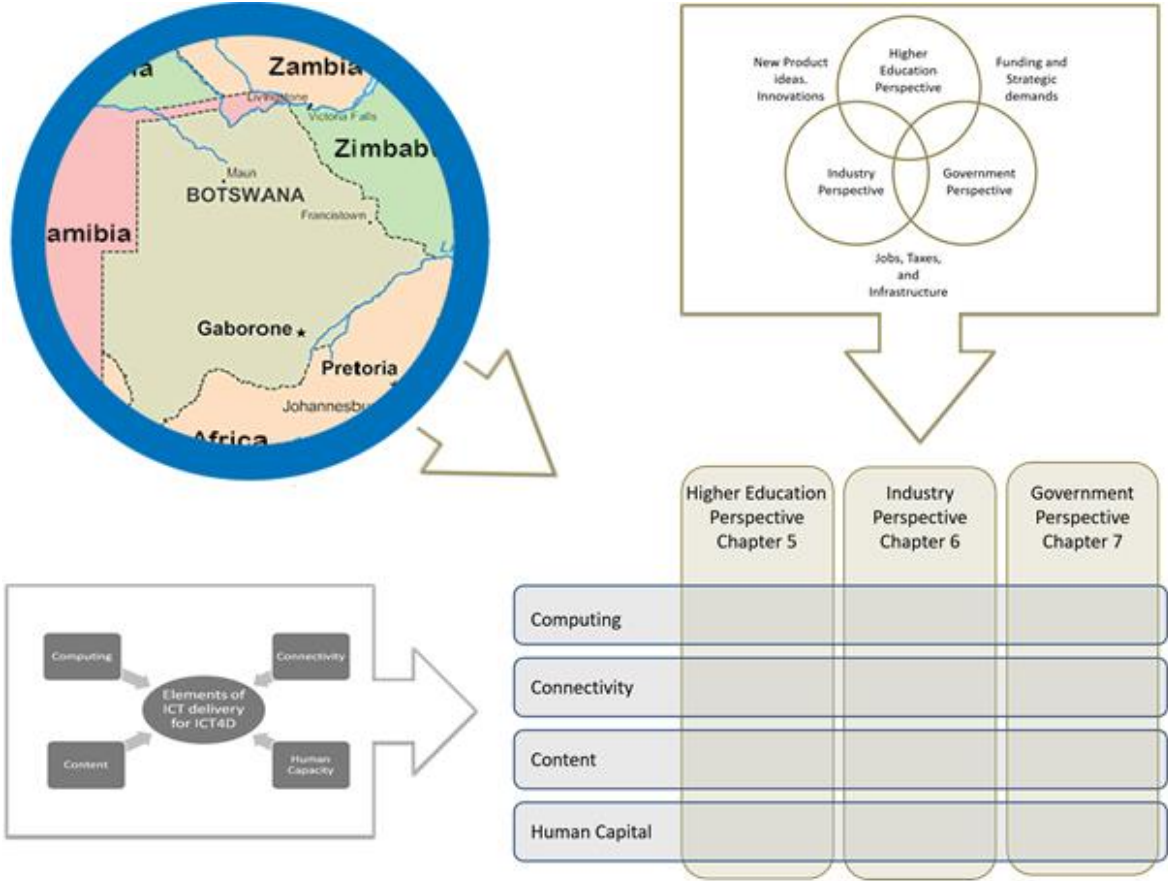 Zambia
Livingstone
Victoria Falls
Zimbab
Maun
BOTSWANA
Francistown
amibia
Gaborone
Pretoria
Johannesbu
Africa
Higher
Education
Perspective
New Product
ideas.
Innovations
Funding and
Strategic
demands
Industry
Perspective
Government
Perspective
Jobs, Taxes,
and
Infrastructure
Higher Education
Perspective
Chapter 5
Industry
Perspective
Chapter 6
Government
Perspective
Chapter 7
Computing
Connectivity
Elements of
ICT delivery
for ICT4D
Content
Human
Capacity
Computing
Connectivity
Content
Human Capital